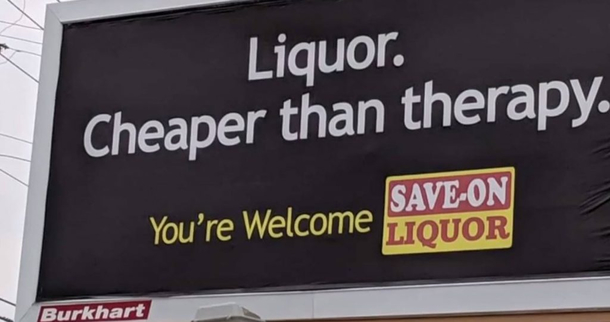 Liquor.
Cheaper than therapy.
You're Welcome
SAVE-ON
LIQUOR
Burkhart